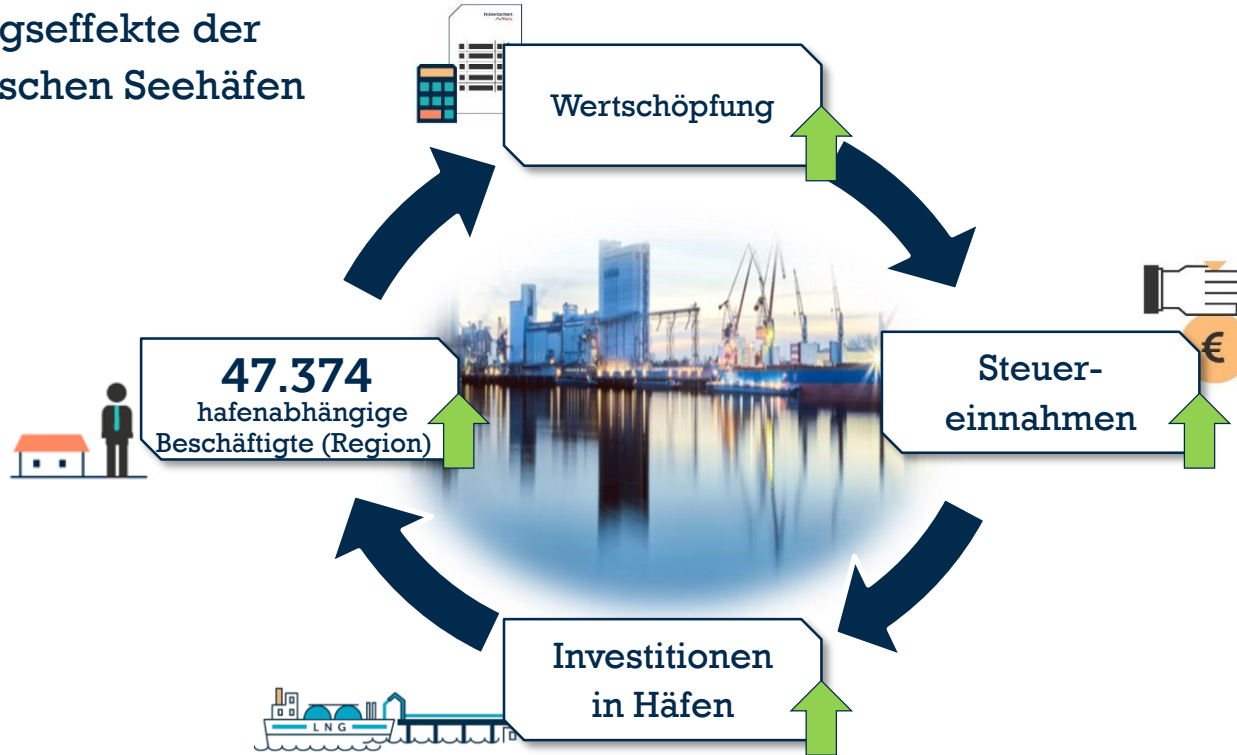 gseffekte der
schen Seehäfen
Wertschöpfung
Steuer-
einnahmen
€
47.374
hafenabhängige
Beschäftigte (Region)
Investitionen
in Häfen
LNG